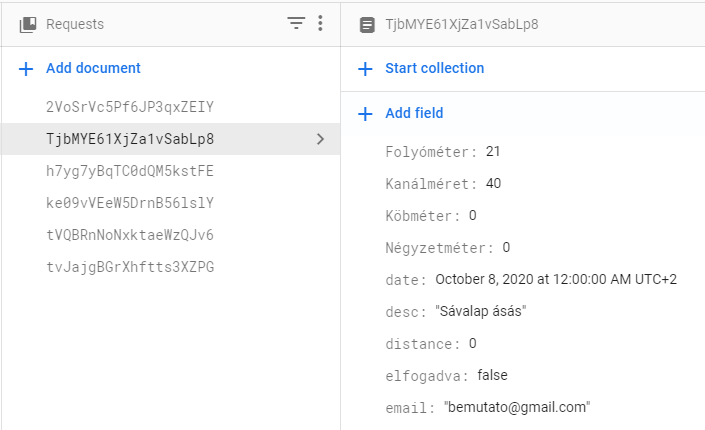 Requests
Add document
2VoSrVc5Pf6JP3qxZEIY
TjbMYE61XjZa1vSabLp8
h7yg7yBqTC0dQM5kstFE
ke09vVEeW5DrnB56lslY
tVQBRnNoNxktaeWzQJv6
tvJajgBGrXhftts3XZPG
TjbMYE61XjZa1vSabLp8
Start collection
Add field
Folyóméter: 21
Kanálméret: 40
Köbméter: 0
Négyzetméter: 0
date: October 8, 2020 at 12:00:00 AM UTC+2
desc: "Sávalap ásás"
distance: 0
elfogadva: false
email: "bemutato@gmail.com"